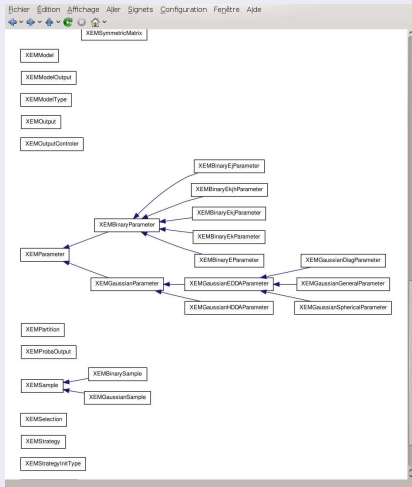 Fichier Édition Affichage Aller Signets Configuration Fenêtre Aide
XEMSymmetricMatrix
XEMModel
XEMModelOutput
XEMModelType
XEMOutput
XEMOutputControler
XEMBinaryEjParameter
XEMBinaryEkjhParameter
XEMBinaryParameter
XEMBinaryEkjParameter
XEMBinaryEkParameter
XEMBinaryEParameter
XEMParameter
XEMGaussianDiagParameter
XEMGaussianParameter
XEMGaussianEDDAParameter
XEMGaussianGeneralParameter
XEMGaussianHDDAParameter
XEMGaussianSphericalParameter
XEMPartition
XEMProbaOutput
XEMBinarySample
XEMSample
XEMGaussianSample
XEMSelection
XEMStrategy
XEMStrategyInitType